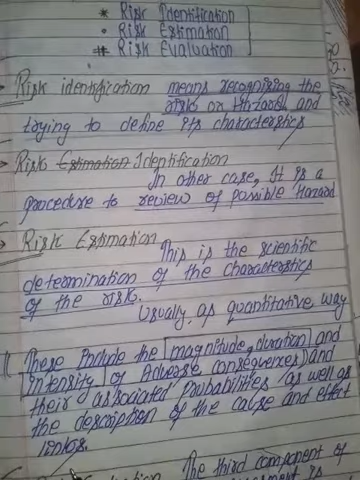 * Risk Identification
• Risk Estimation
# Risk Evaluation
→ Risk identification means recognizing the
risk or Hazard and
trying to define its characteristics
→ Risk Estimation Identification
In other case, It is a
procedure to review of possible Hazard
→ Risk Estimation
This is the scientific
determination of the characteristics
of the risk.
Usually as quantitative way
These include the magnitude, duration and
intensity of Adverse consequences and
their associated probabilities as well as
the description of the cause and effect
links.
The third component of